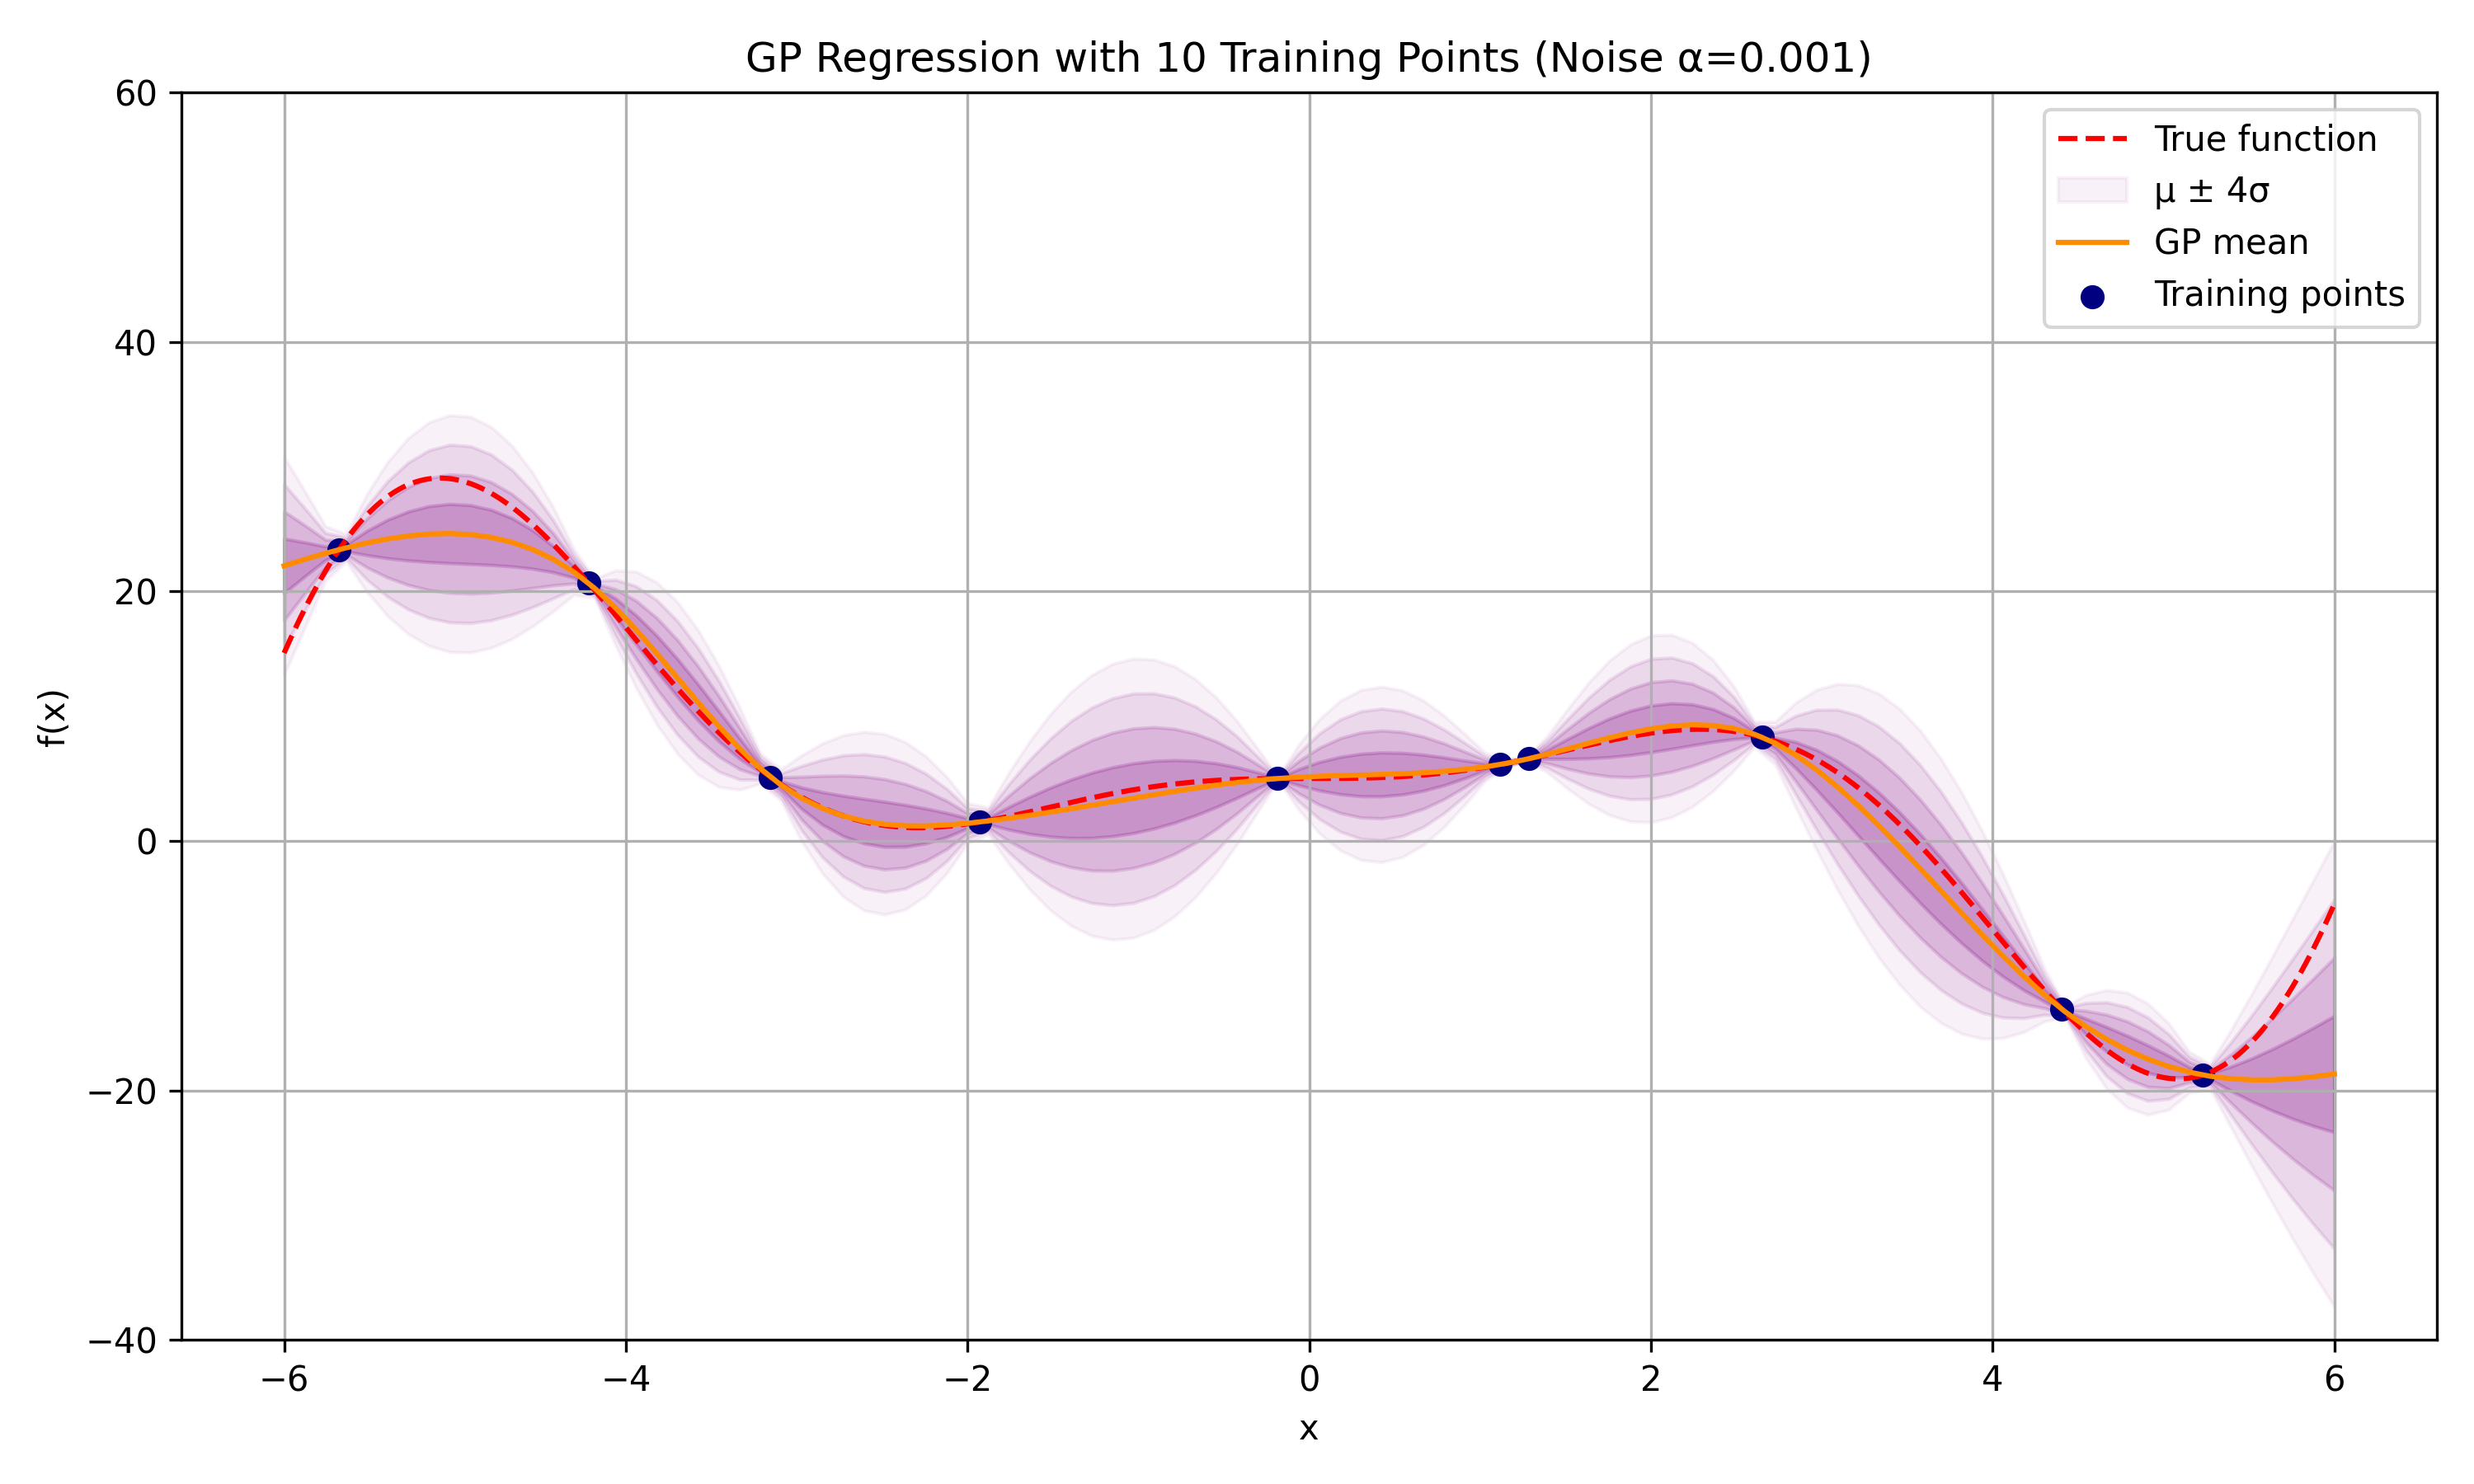 GP Regression with 10 Training Points (Noise α=0.001)
60
40
20
0
−20
−40
f(x)
True function
μ ± 4σ
GP mean
Training points
−6
−4
−2
0
2
4
6
x